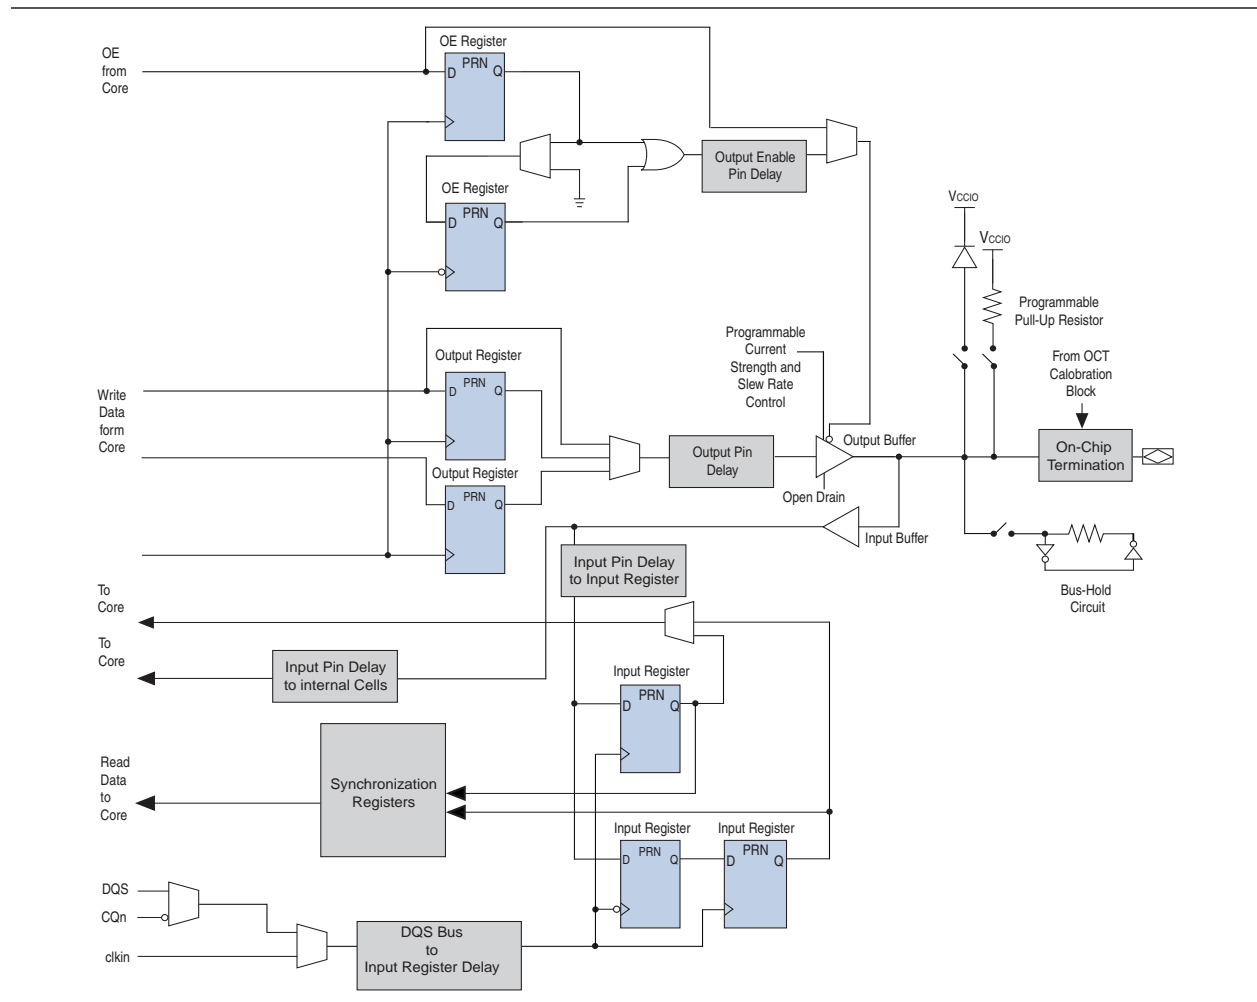 OE
from
Core
OE Register
D
PRN
Q
OE Register
D
PRN
Q
Output Enable
Pin Delay
VCCIO
VCCIO
Programmable
Pull-Up Resistor
From OCT
Calobration
Block
On-Chip
Termination
Programmable
Current
Strength and
Slew Rate
Control
Write
Data
form
Core
Output Register
D
PRN
Q
Output Register
D
PRN
Q
Output Pin
Delay
Output Buffer
Open Drain
Input Buffer
Bus-Hold
Circuit
Input Pin Delay
to Input Register
To
Core
To
Core
Input Pin Delay
to internal Cells
Input Register
D
PRN
Q
Read
Data
to
Core
Synchronization
Registers
Input Register
D
PRN
Q
Input Register
D
PRN
Q
DQS
CQn
clkin
DQS Bus
to
Input Register Delay